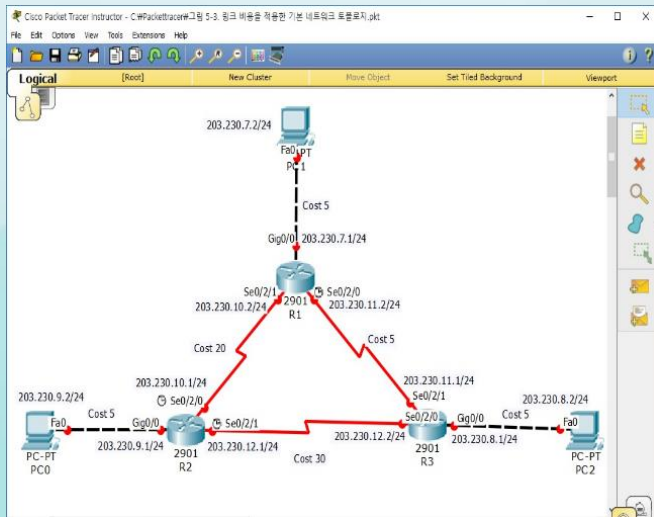 Cisco Packet Tracer Instructor - C:#Packettracer#그림 5-3. 링크 비용을 적용한 기본 네트워크 토폴로지.pkt
File Edit Options View Tools Extensions Help
Logical [Root] New Cluster Move Object Set Tiled Background Viewport
203.230.7.2/24
Fa0
PC1
Cost 5
Gig0/0 203.230.7.1/24
Se0/2/1 Se0/2/0
203.230.10.2/24 2901 203.230.11.2/24
R1
Cost 20 Cost 5
203.230.10.1/24 203.230.11.1/24
Se0/2/0 Se0/2/1
203.230.9.2/24 203.230.8.2/24
Fa0 Cost 5 Gig0/0 Se0/2/1 Se0/2/0 Gig0/0 Cost 5 Fa0
203.230.9.1/24 203.230.12.1/24 203.230.12.2/24 203.230.8.1/24
PC-PT 2901 2901 PC-PT
PC0 R2 Cost 30 R3 PC2